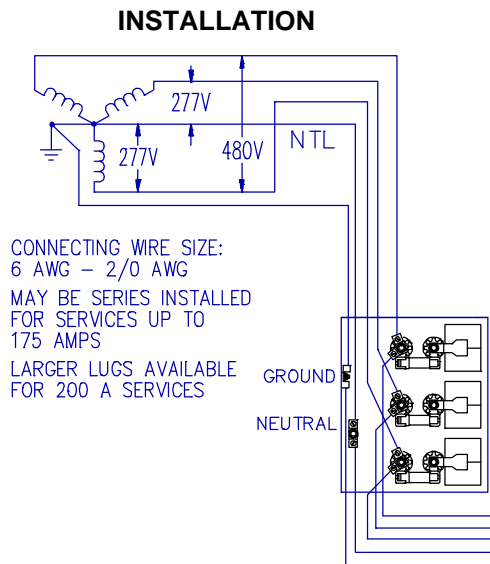 INSTALLATION
277V
277V
480V
NTL
CONNECTING WIRE SIZE:
6 AWG – 2/0 AWG
MAY BE SERIES INSTALLED
FOR SERVICES UP TO
175 AMPS
LARGER LUGS AVAILABLE
FOR 200 A SERVICES
GROUND
NEUTRAL